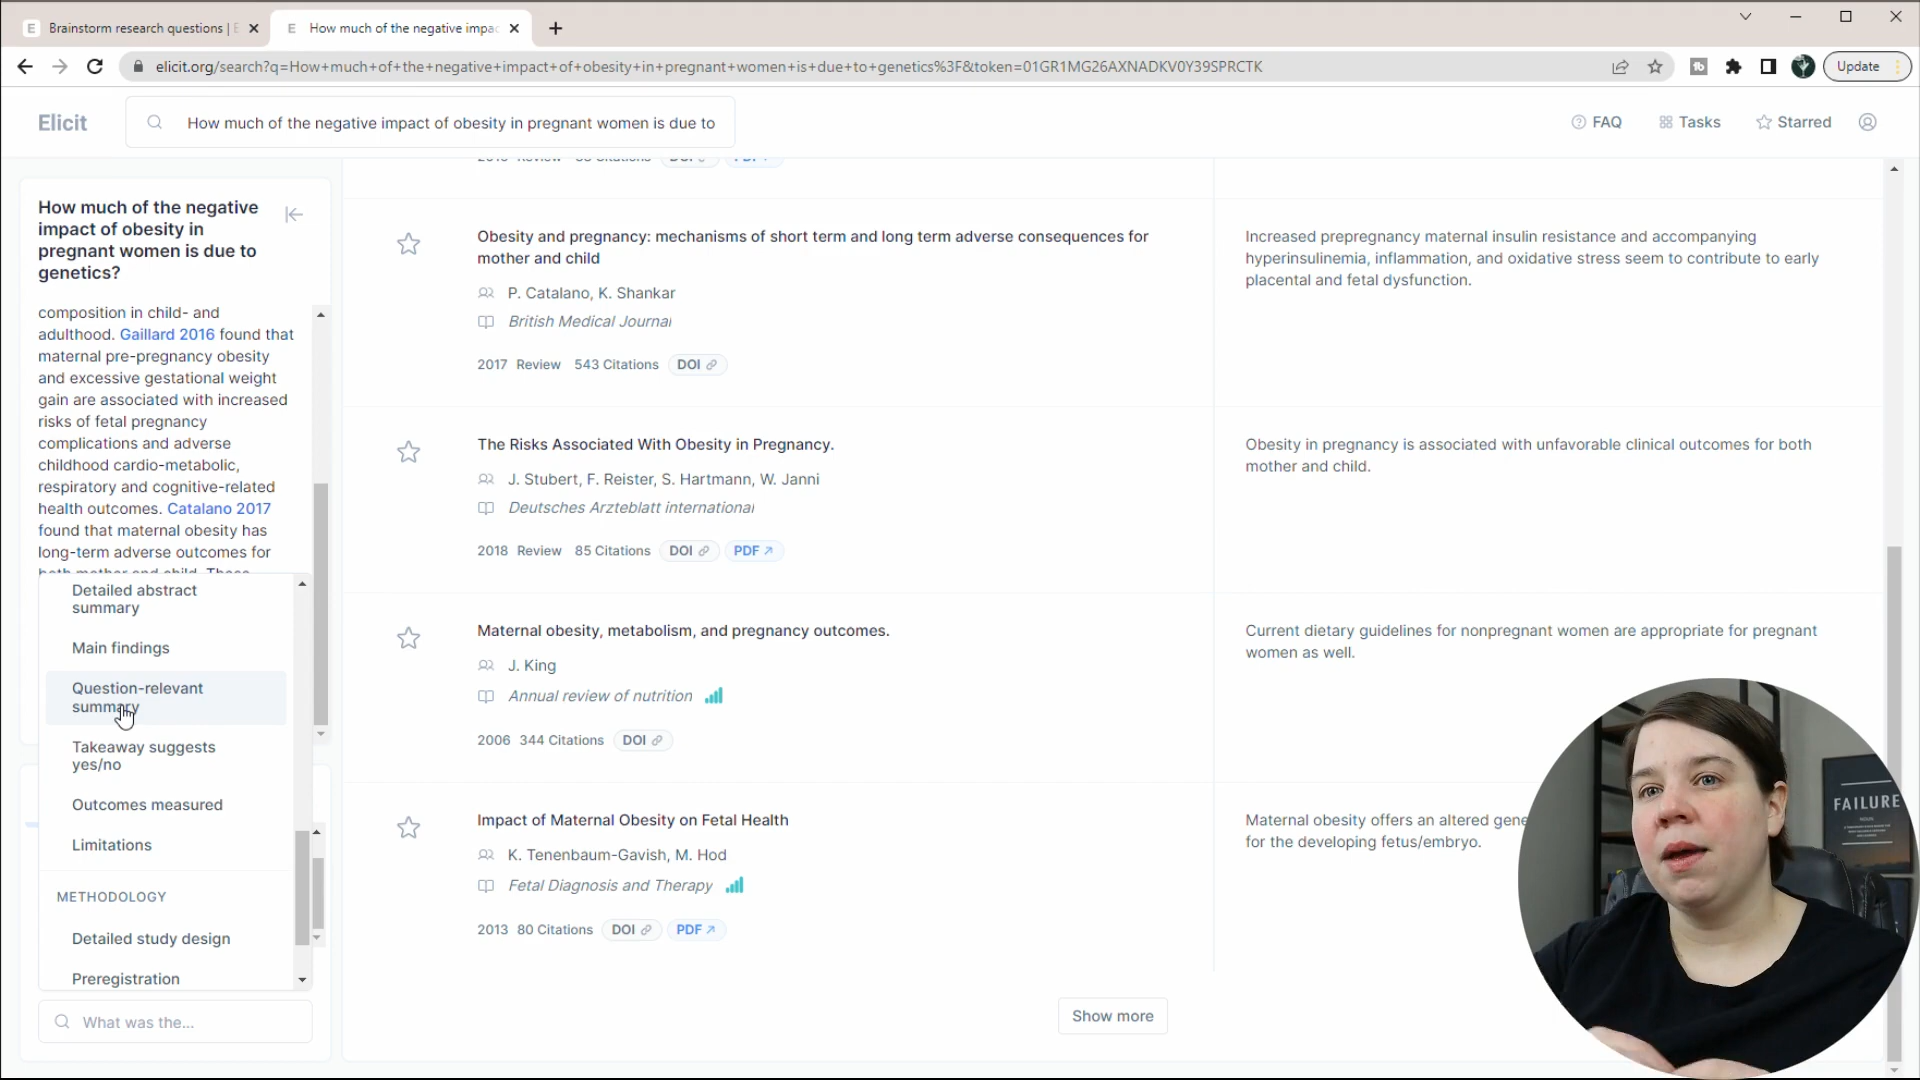 Brainstorm research questions | E
How much of the negative impac
elicit.org/search?q=How+much+of+the+negative+impact+of+obesity+in+pregnant+women+is+due+to+genetics%3F&token=01GR1MG26AXNADKV0Y39SPRCTK
Update
Elicit
How much of the negative impact of obesity in pregnant women is due to
FAQ
Tasks
Starred
How much of the negative
impact of obesity in
pregnant women is due to
genetics?
composition in child- and
adulthood. Gaillard 2016 found that
maternal pre-pregnancy obesity
and excessive gestational weight
gain are associated with increased
risks of fetal pregnancy
complications and adverse
childhood cardio-metabolic,
respiratory and cognitive-related
health outcomes. Catalano 2017
found that maternal obesity has
long-term adverse outcomes for
both mother and child. These
Detailed abstract
summary
Main findings
Question-relevant
summary
Takeaway suggests
yes/no
Outcomes measured
Limitations
METHODOLOGY
Detailed study design
Preregistration
What was the...
Obesity and pregnancy: mechanisms of short term and long term adverse consequences for
mother and child
P. Catalano, K. Shankar
British Medical Journal
2017 Review 543 Citations DOI
Increased prepregnancy maternal insulin resistance and accompanying
hyperinsulinemia, inflammation, and oxidative stress seem to contribute to early
placental and fetal dysfunction.
The Risks Associated With Obesity in Pregnancy.
J. Stubert, F. Reister, S. Hartmann, W. Janni
Deutsches Arzteblatt international
2018 Review 85 Citations DOI PDF
Obesity in pregnancy is associated with unfavorable clinical outcomes for both
mother and child.
Maternal obesity, metabolism, and pregnancy outcomes.
J. King
Annual review of nutrition
2006 344 Citations DOI
Current dietary guidelines for nonpregnant women are appropriate for pregnant
women as well.
Impact of Maternal Obesity on Fetal Health
K. Tenenbaum-Gavish, M. Hod
Fetal Diagnosis and Therapy
2013 80 Citations DOI PDF
Maternal obesity offers an altered gene
for the developing fetus/embryo.
Show more
FAILURE